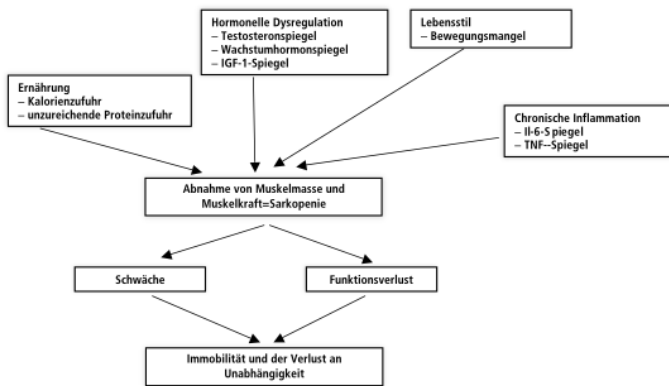 Hormonelle Dysregulation
– Testosteronspiegel
– Wachstumhormonspiegel
– IGF-1-Spiegel
Lebensstil
– Bewegungsmangel
Ernährung
– Kalorienzufuhr
– unzureichende Proteinzufuhr
Chronische Inflammation
– Il-6-S piegel
– TNF--Spiegel
Abnahme von Muskelmasse und
Muskelkraft=Sarkopenie
Schwäche
Funktionsverlust
Immobilität und der Verlust an
Unabhängigkeit